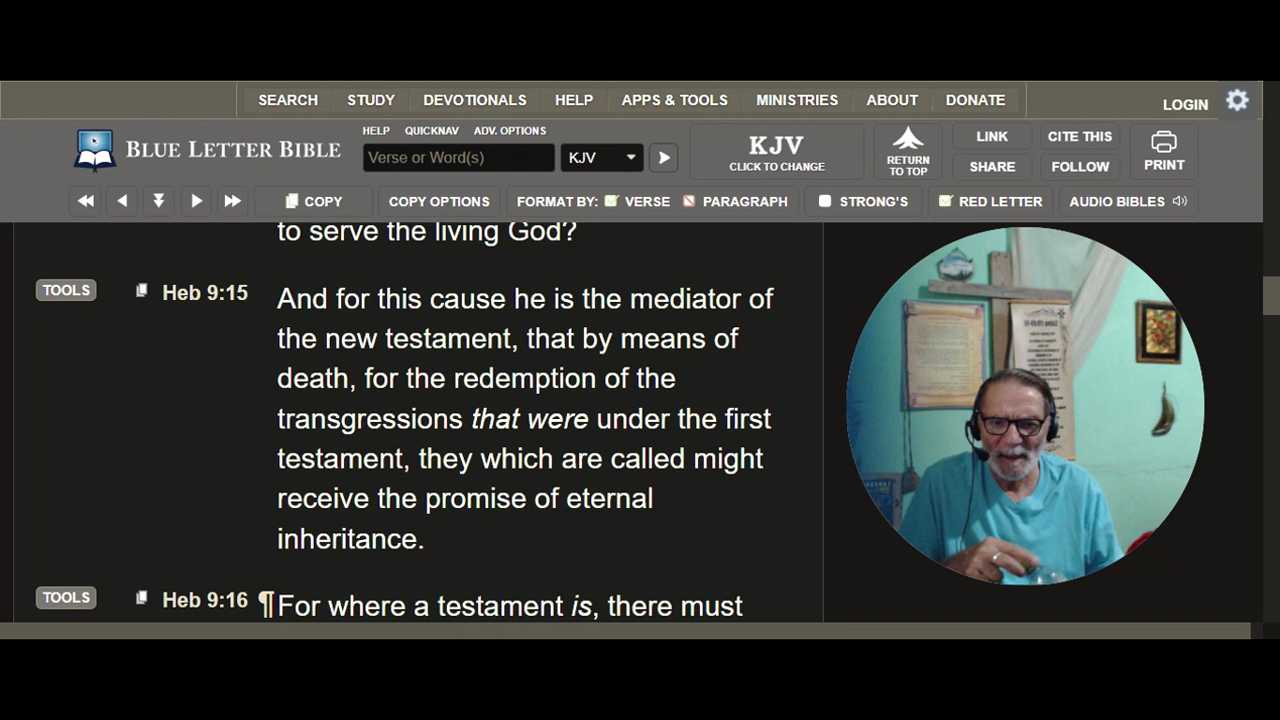 SEARCH STUDY DEVOTIONALS HELP APPS & TOOLS MINISTRIES ABOUT DONATE LOGIN
HELP QUICKNAV ADV. OPTIONS
BLUE LETTER BIBLE
Verse or Word(s) KJV
KJV
CLICK TO CHANGE
RETURN
TO TOP
LINK CITE THIS
SHARE FOLLOW
PRINT
COPY COPY OPTIONS FORMAT BY: VERSE PARAGRAPH STRONG'S RED LETTER AUDIO BIBLES
to serve the living God?
TOOLS Heb 9:15 And for this cause he is the mediator of
the new testament, that by means of
death, for the redemption of the
transgressions that were under the first
testament, they which are called might
receive the promise of eternal
inheritance.
TOOLS Heb 9:16 ¶For where a testament is, there must